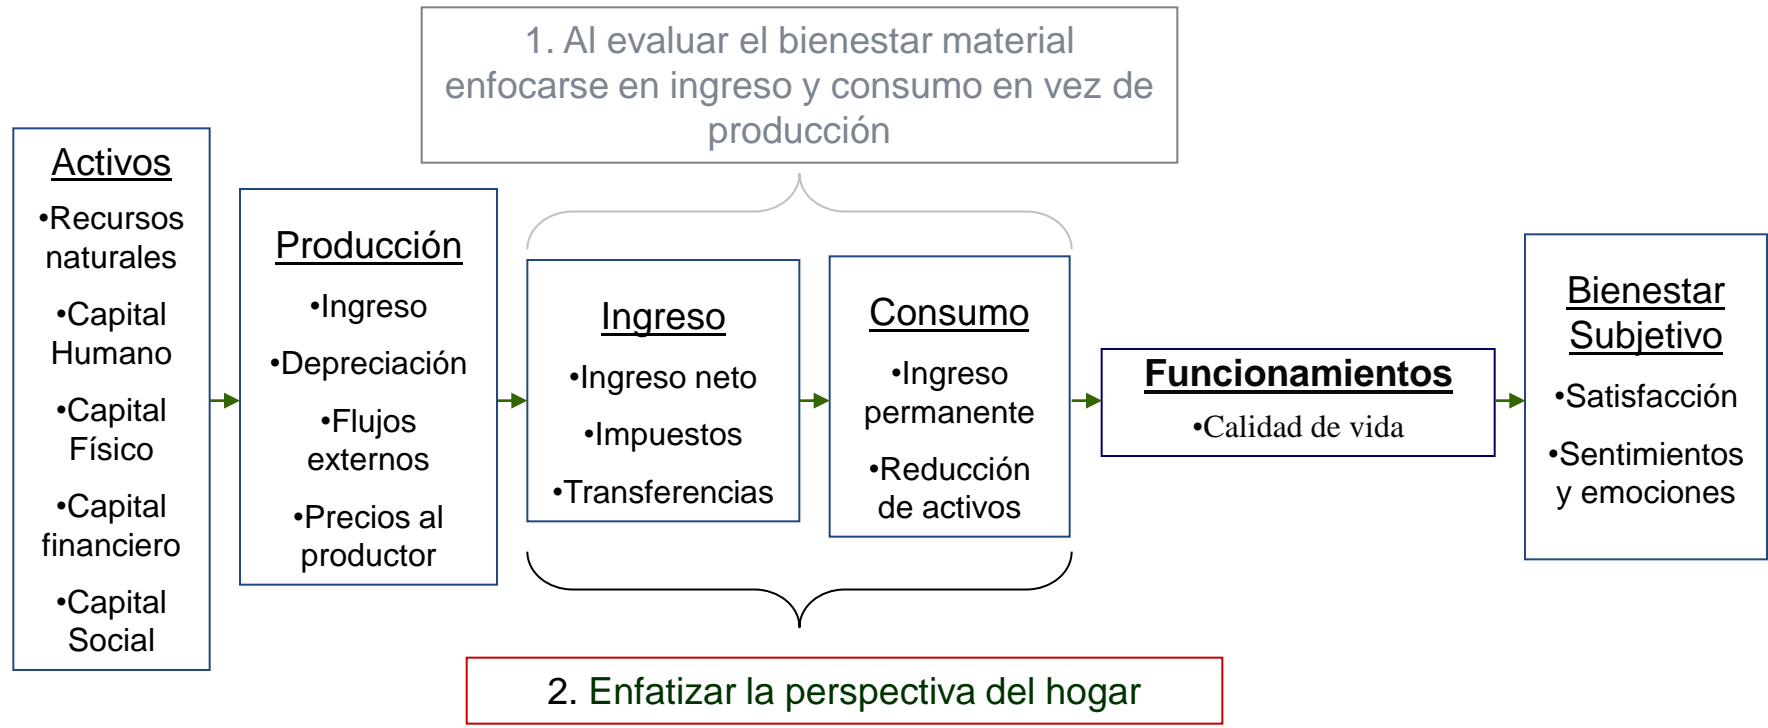 1. Al evaluar el bienestar material
enfocarse en ingreso y consumo en vez de
producción
Activos
•Recursos
naturales
•Capital
Humano
•Capital
Físico
•Capital
financiero
•Capital
Social
Producción
•Ingreso
•Depreciación
•Flujos
externos
•Precios al
productor
Ingreso
•Ingreso neto
•Impuestos
•Transferencias
Consumo
•Ingreso
permanente
•Reducción
de activos
Funcionamientos
•Calidad de vida
Bienestar
Subjetivo
•Satisfacción
•Sentimientos
y emociones
2. Enfatizar la perspectiva del hogar